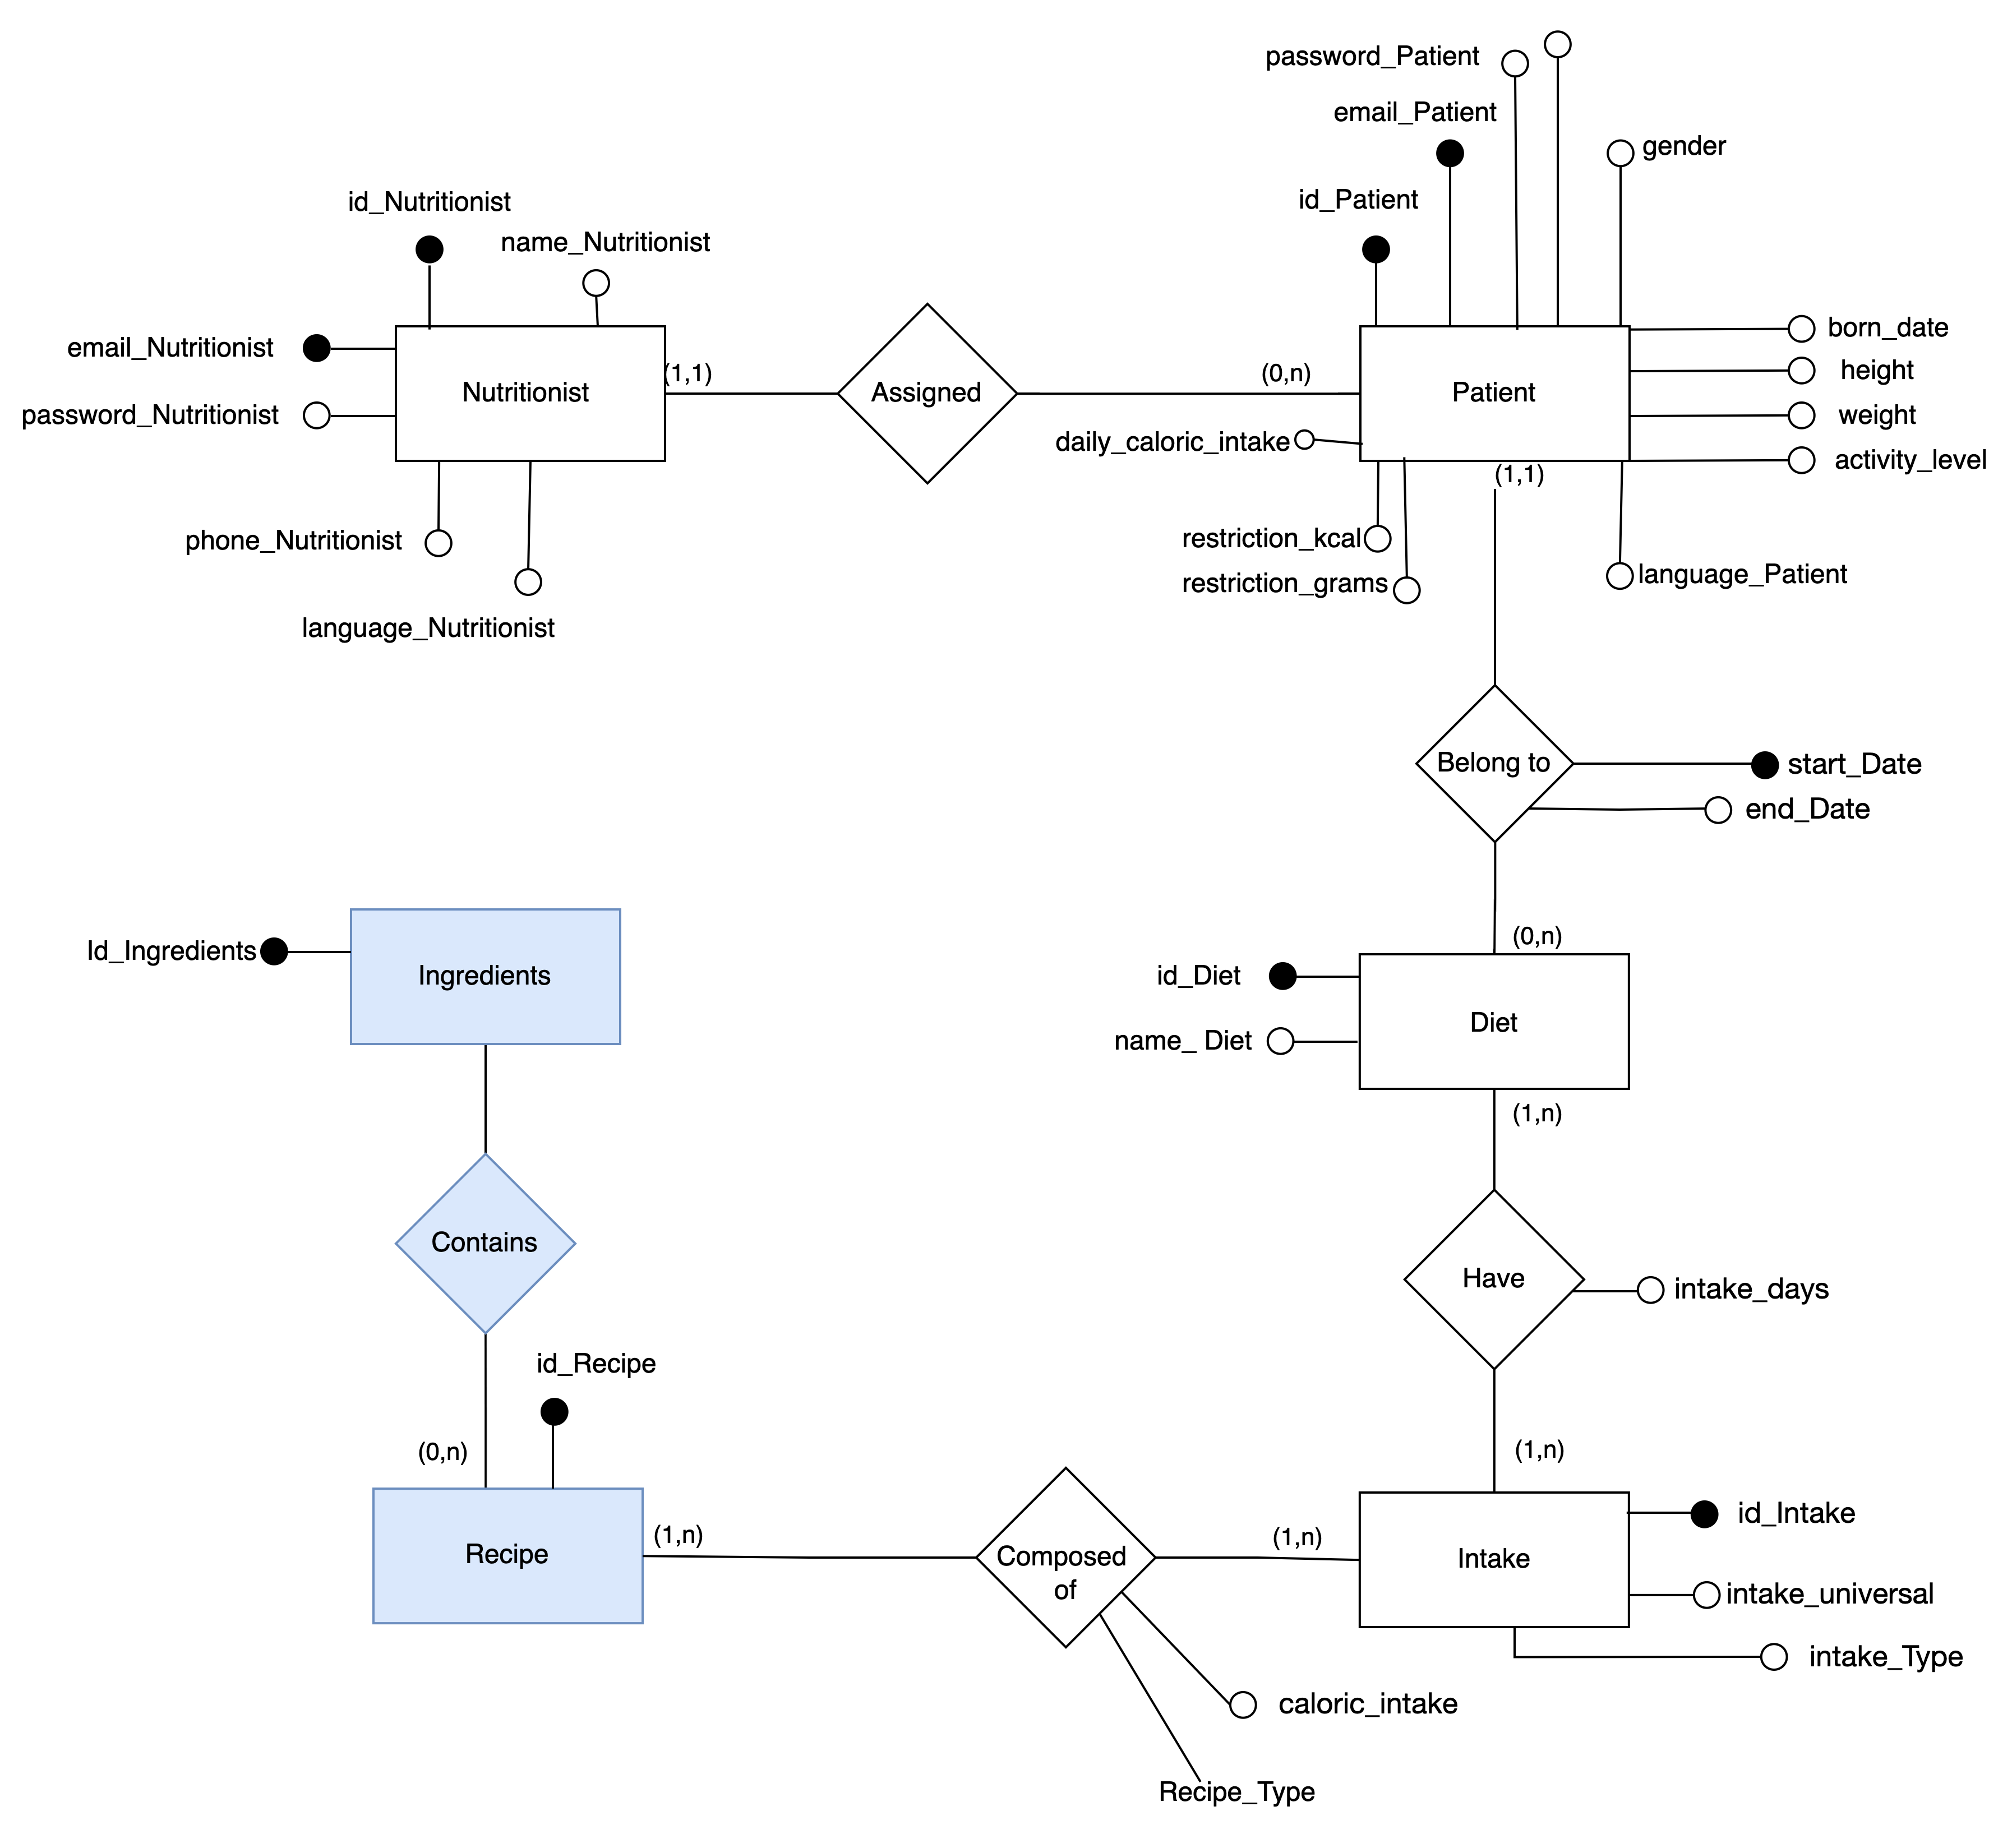 password_Patient
email_Patient
gender
id_Patient
id_Nutritionist
name_Nutritionist
born_date
email_Nutritionist
height
(1,1)
(0,n)
Nutritionist
Assigned
Patient
password_Nutritionist
weight
daily_caloric_intake
activity_level
(1,1)
phone_Nutritionist
restriction_kcal
restriction_grams
language_Patient
language_Nutritionist
Belong to
start_Date
end_Date
(0,n)
Id_Ingredients
Ingredients
id_Diet
Diet
name_ Diet
(1,n)
Contains
Have
intake_days
id_Recipe
(0,n)
(1,n)
id_Intake
(1,n)
(1,n)
Recipe
Composed
of
Intake
intake_universal
intake_Type
caloric_intake
Recipe_Type